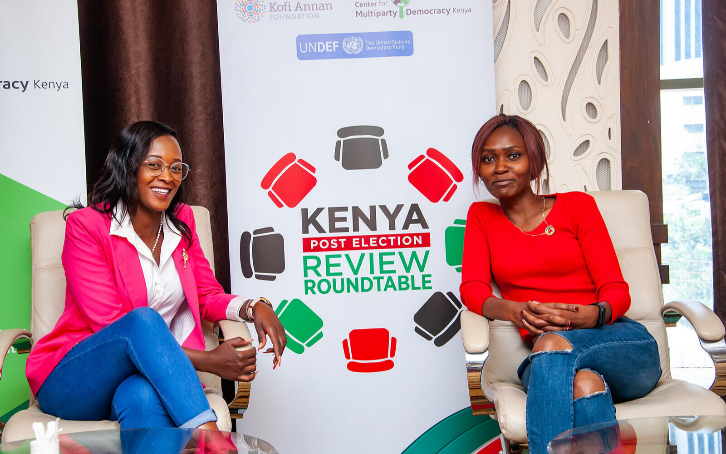 Kofi Annan
FOUNDATION
Center for
Multiparty Democracy Kenya
UNDEF
The United Nations
Democracy Fund
racy Kenya
KENYA
POST ELECTION
REVIEW
ROUNDTABLE